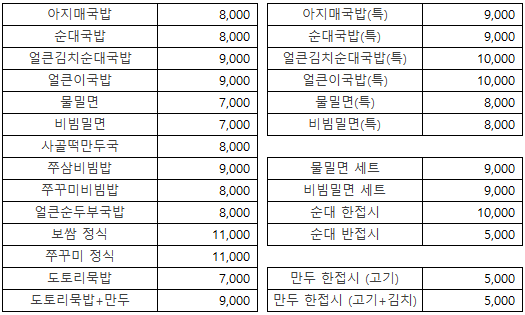 아지매국밥 8,000
순대국밥 8,000
얼큰김치순대국밥 9,000
얼큰이국밥 9,000
물밀면 7,000
비빔밀면 7,000
사골떡만두국 8,000
쭈삼비빔밥 9,000
쭈꾸미비빔밥 8,000
얼큰순두부국밥 8,000
보쌈 정식 11,000
쭈꾸미 정식 11,000
도토리묵밥 7,000
도토리묵밥+만두 9,000
아지매국밥(특) 9,000
순대국밥(특) 9,000
얼큰김치순대국밥(특) 10,000
얼큰이국밥(특) 10,000
물밀면(특) 8,000
비빔밀면(특) 8,000
물밀면 세트 9,000
비빔밀면 세트 9,000
순대 한접시 10,000
순대 반접시 5,000
만두 한접시 (고기) 5,000
만두 한접시 (고기+김치) 5,000